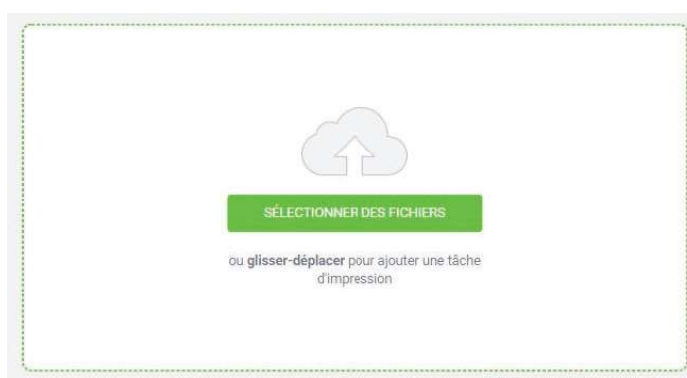 SÉLECTIONNER DES FICHIERS
ou glisser-déplacer pour ajouter une tâche
d'impression